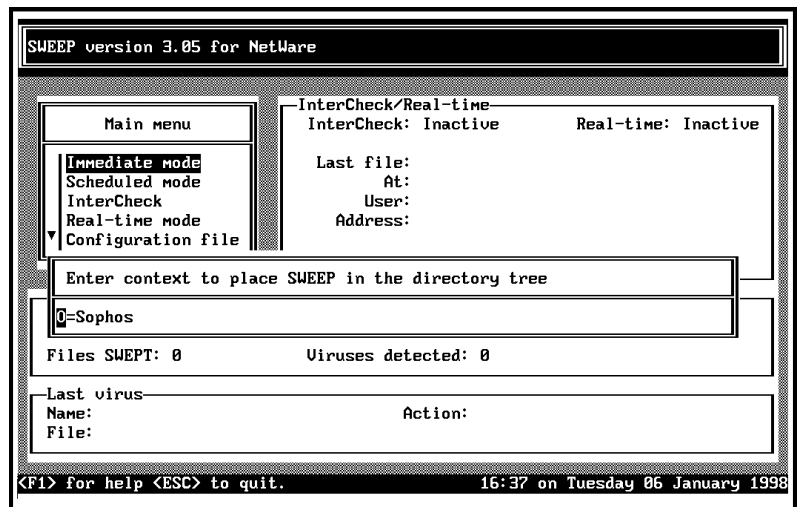 SWEEP version 3.05 for NetWare
Main menu
Immediate mode
Scheduled mode
InterCheck
Real-time mode
Configuration file
InterCheck/Real-time
InterCheck: Inactive Real-time: Inactive
Last file:
At:
User:
Address:
Enter context to place SWEEP in the directory tree
O=Sophos
Files SWEPT: 0 Viruses detected: 0
Last virus
Name: Action:
File:
<F1> for help <ESC> to quit. 16:37 on Tuesday 06 January 1998